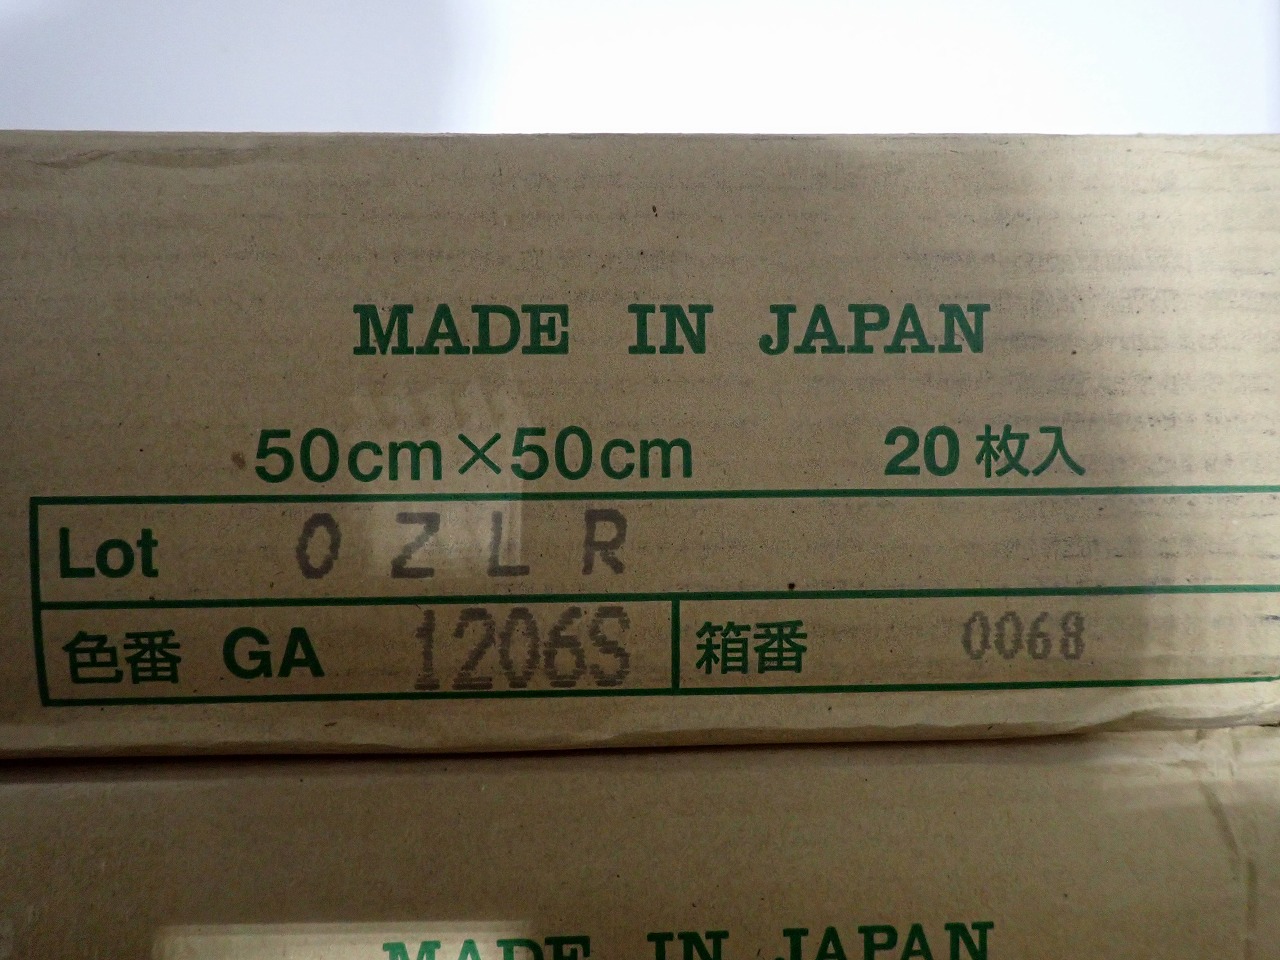 MADE IN JAPAN
50cm×50cm 20枚入
Lot OZLR
色番 GA 1206S 箱番 0068
MADE IN JAPAN